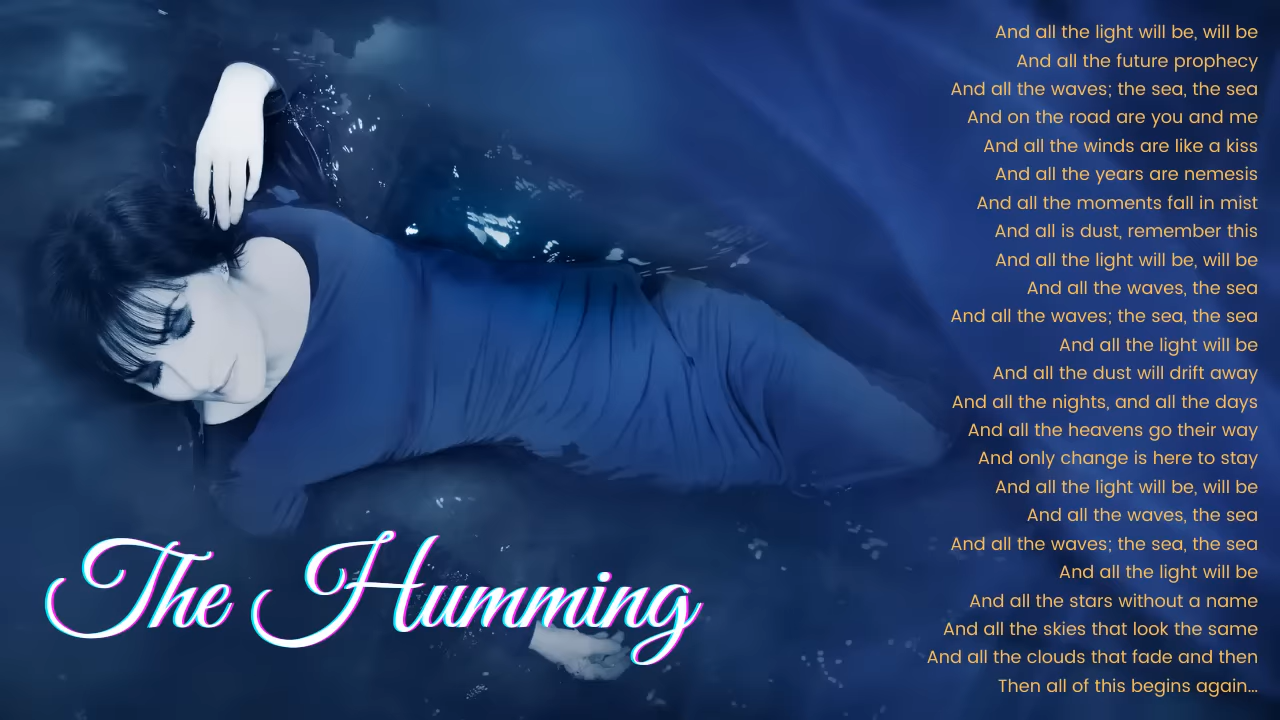 And all the light will be, will be
And all the future prophecy
And all the waves; the sea, the sea
And on the road are you and me
And all the winds are like a kiss
And all the years are nemesis
And all the moments fall in mist
And all is dust, remember this
And all the light will be, will be
And all the waves, the sea
And all the waves; the sea, the sea
And all the light will be
And all the dust will drift away
And all the nights, and all the days
And all the heavens go their way
And only change is here to stay
And all the light will be, will be
And all the waves, the sea
And all the waves; the sea, the sea
And all the light will be
And all the stars without a name
And all the skies that look the same
And all the clouds that fade and then
Then all of this begins again...
The Humming